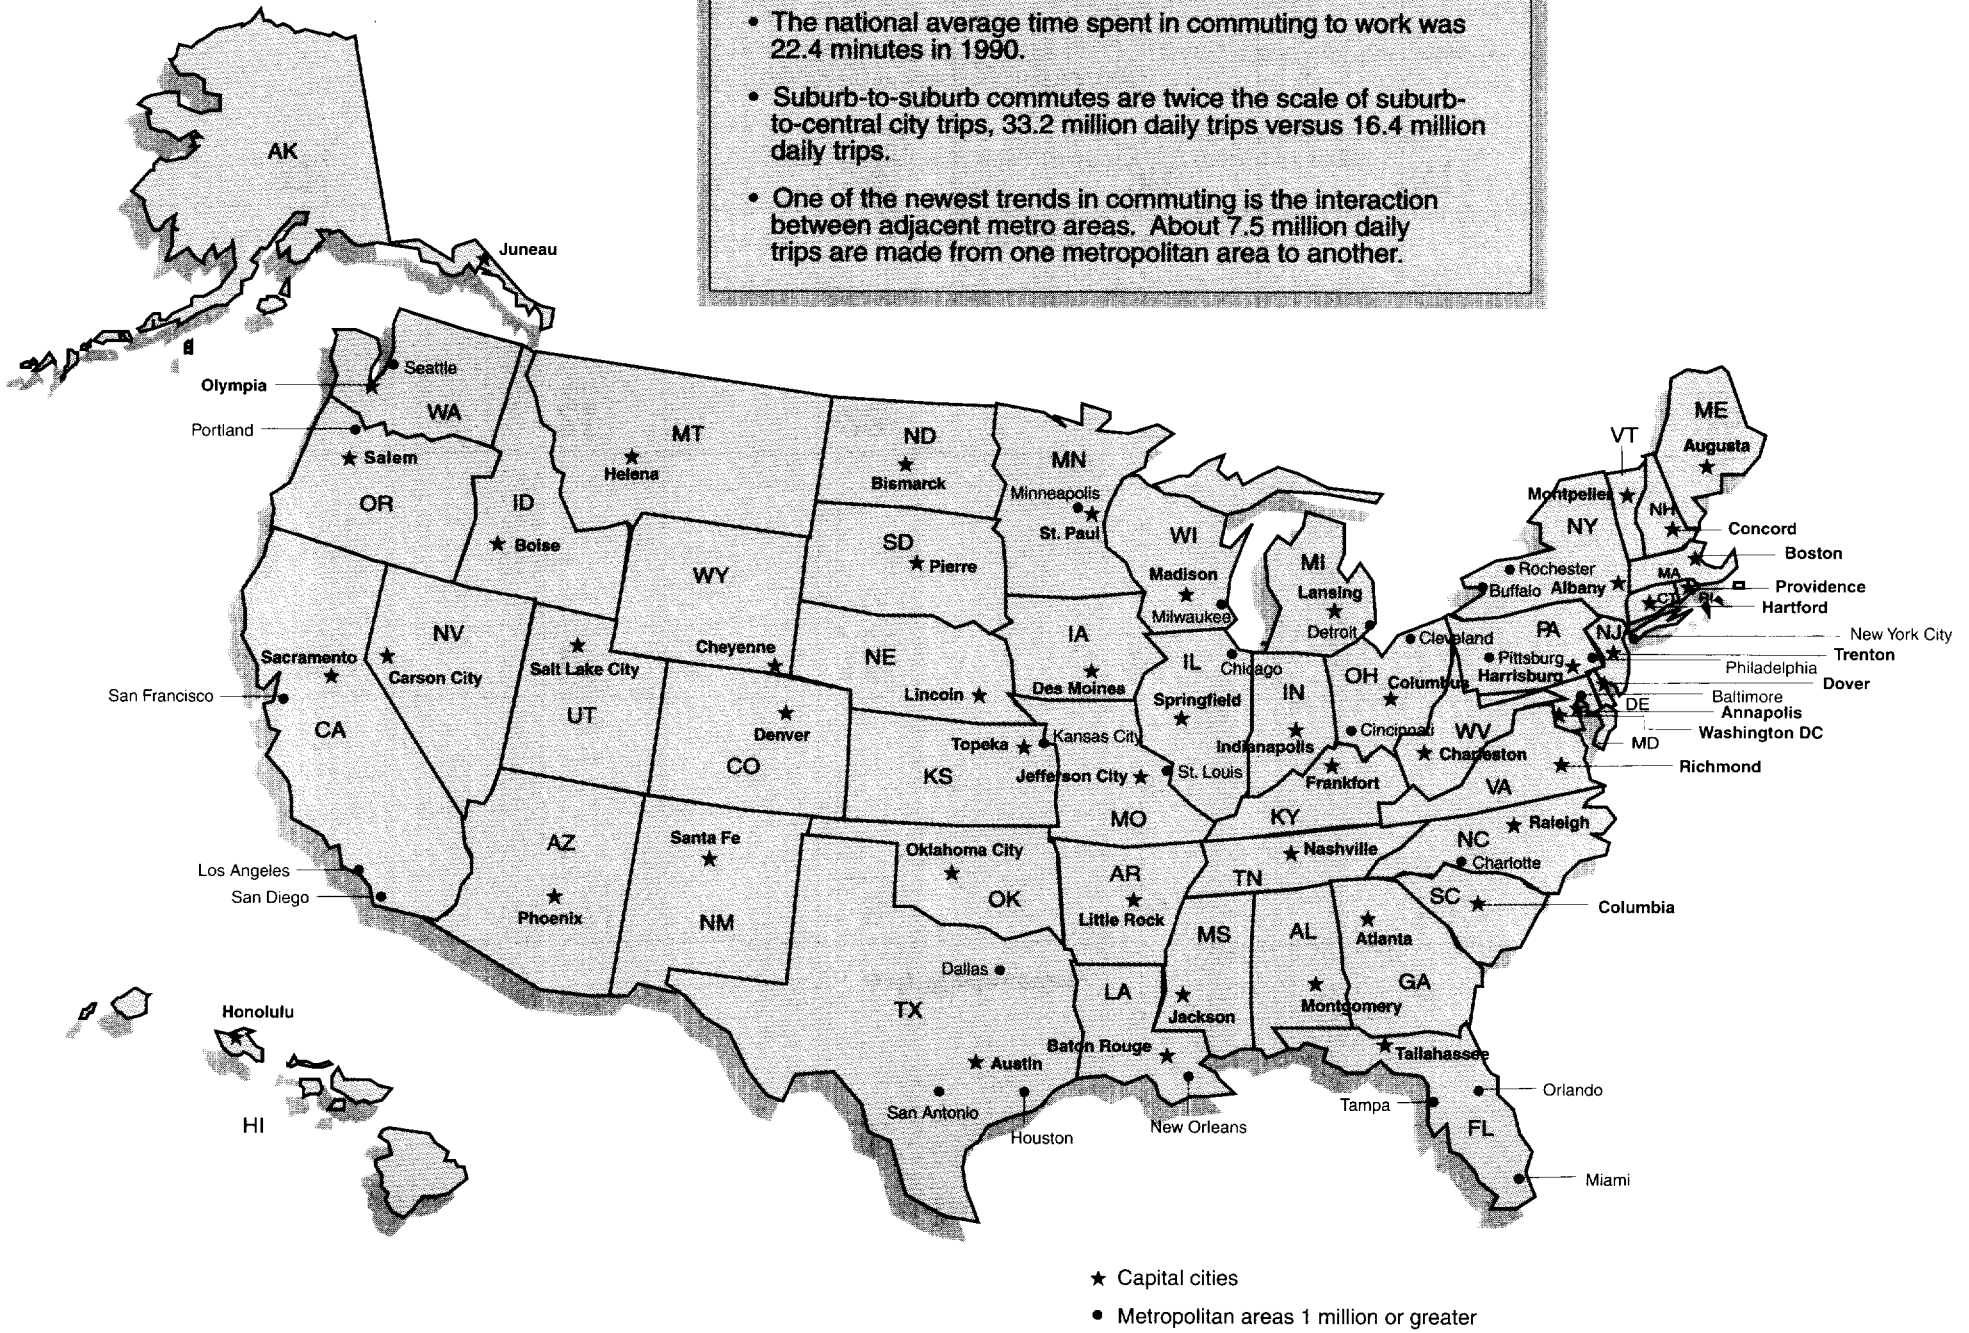 • The national average time spent in commuting to work was
22.4 minutes in 1990.
• Suburb-to-suburb commutes are twice the scale of suburb-
to-central city trips, 33.2 million daily trips versus 16.4 million
daily trips.
• One of the newest trends in commuting is the interaction
between adjacent metro areas. About 7.5 million daily
trips are made from one metropolitan area to another.
AK
Juneau
Seattle
Olympia
WA
Portland
Salem
OR
ID
Boise
MT
Helena
ND
Bismarck
MN
Minneapolis
St. Paul
SD
Pierre
WY
Cheyenne
WI
Madison
Milwaukee
MI
Lansing
Detroit
ME
Augusta
VT
Montpelier
NH
NY
Concord
Boston
Rochester
Buffalo
Albany
MA
Providence
CT
RI
Hartford
New York City
NJ
Trenton
PA
Pittsburg
Philadelphia
Harrisburg
Dover
Baltimore
DE
Annapolis
Washington DC
MD
Richmond
Cleveland
OH
Columbus
Cincinnati
WV
Charleston
VA
IA
Des Moines
NE
Lincoln
IL
Chicago
Springfield
IN
Indianapolis
Frankfort
KY
NV
Carson City
Sacramento
San Francisco
CA
Salt Lake City
UT
Denver
CO
Topeka
Kansas City
KS
Jefferson City
St. Louis
MO
Los Angeles
San Diego
AZ
Phoenix
Santa Fe
NM
Oklahoma City
OK
AR
Little Rock
Nashville
TN
NC
Raleigh
Charlotte
SC
Columbia
MS
Jackson
AL
Montgomery
Atlanta
GA
Dallas
TX
Austin
San Antonio
Houston
LA
Baton Rouge
New Orleans
Tallahassee
Tampa
Orlando
FL
Miami
Honolulu
HI
★ Capital cities
• Metropolitan areas 1 million or greater